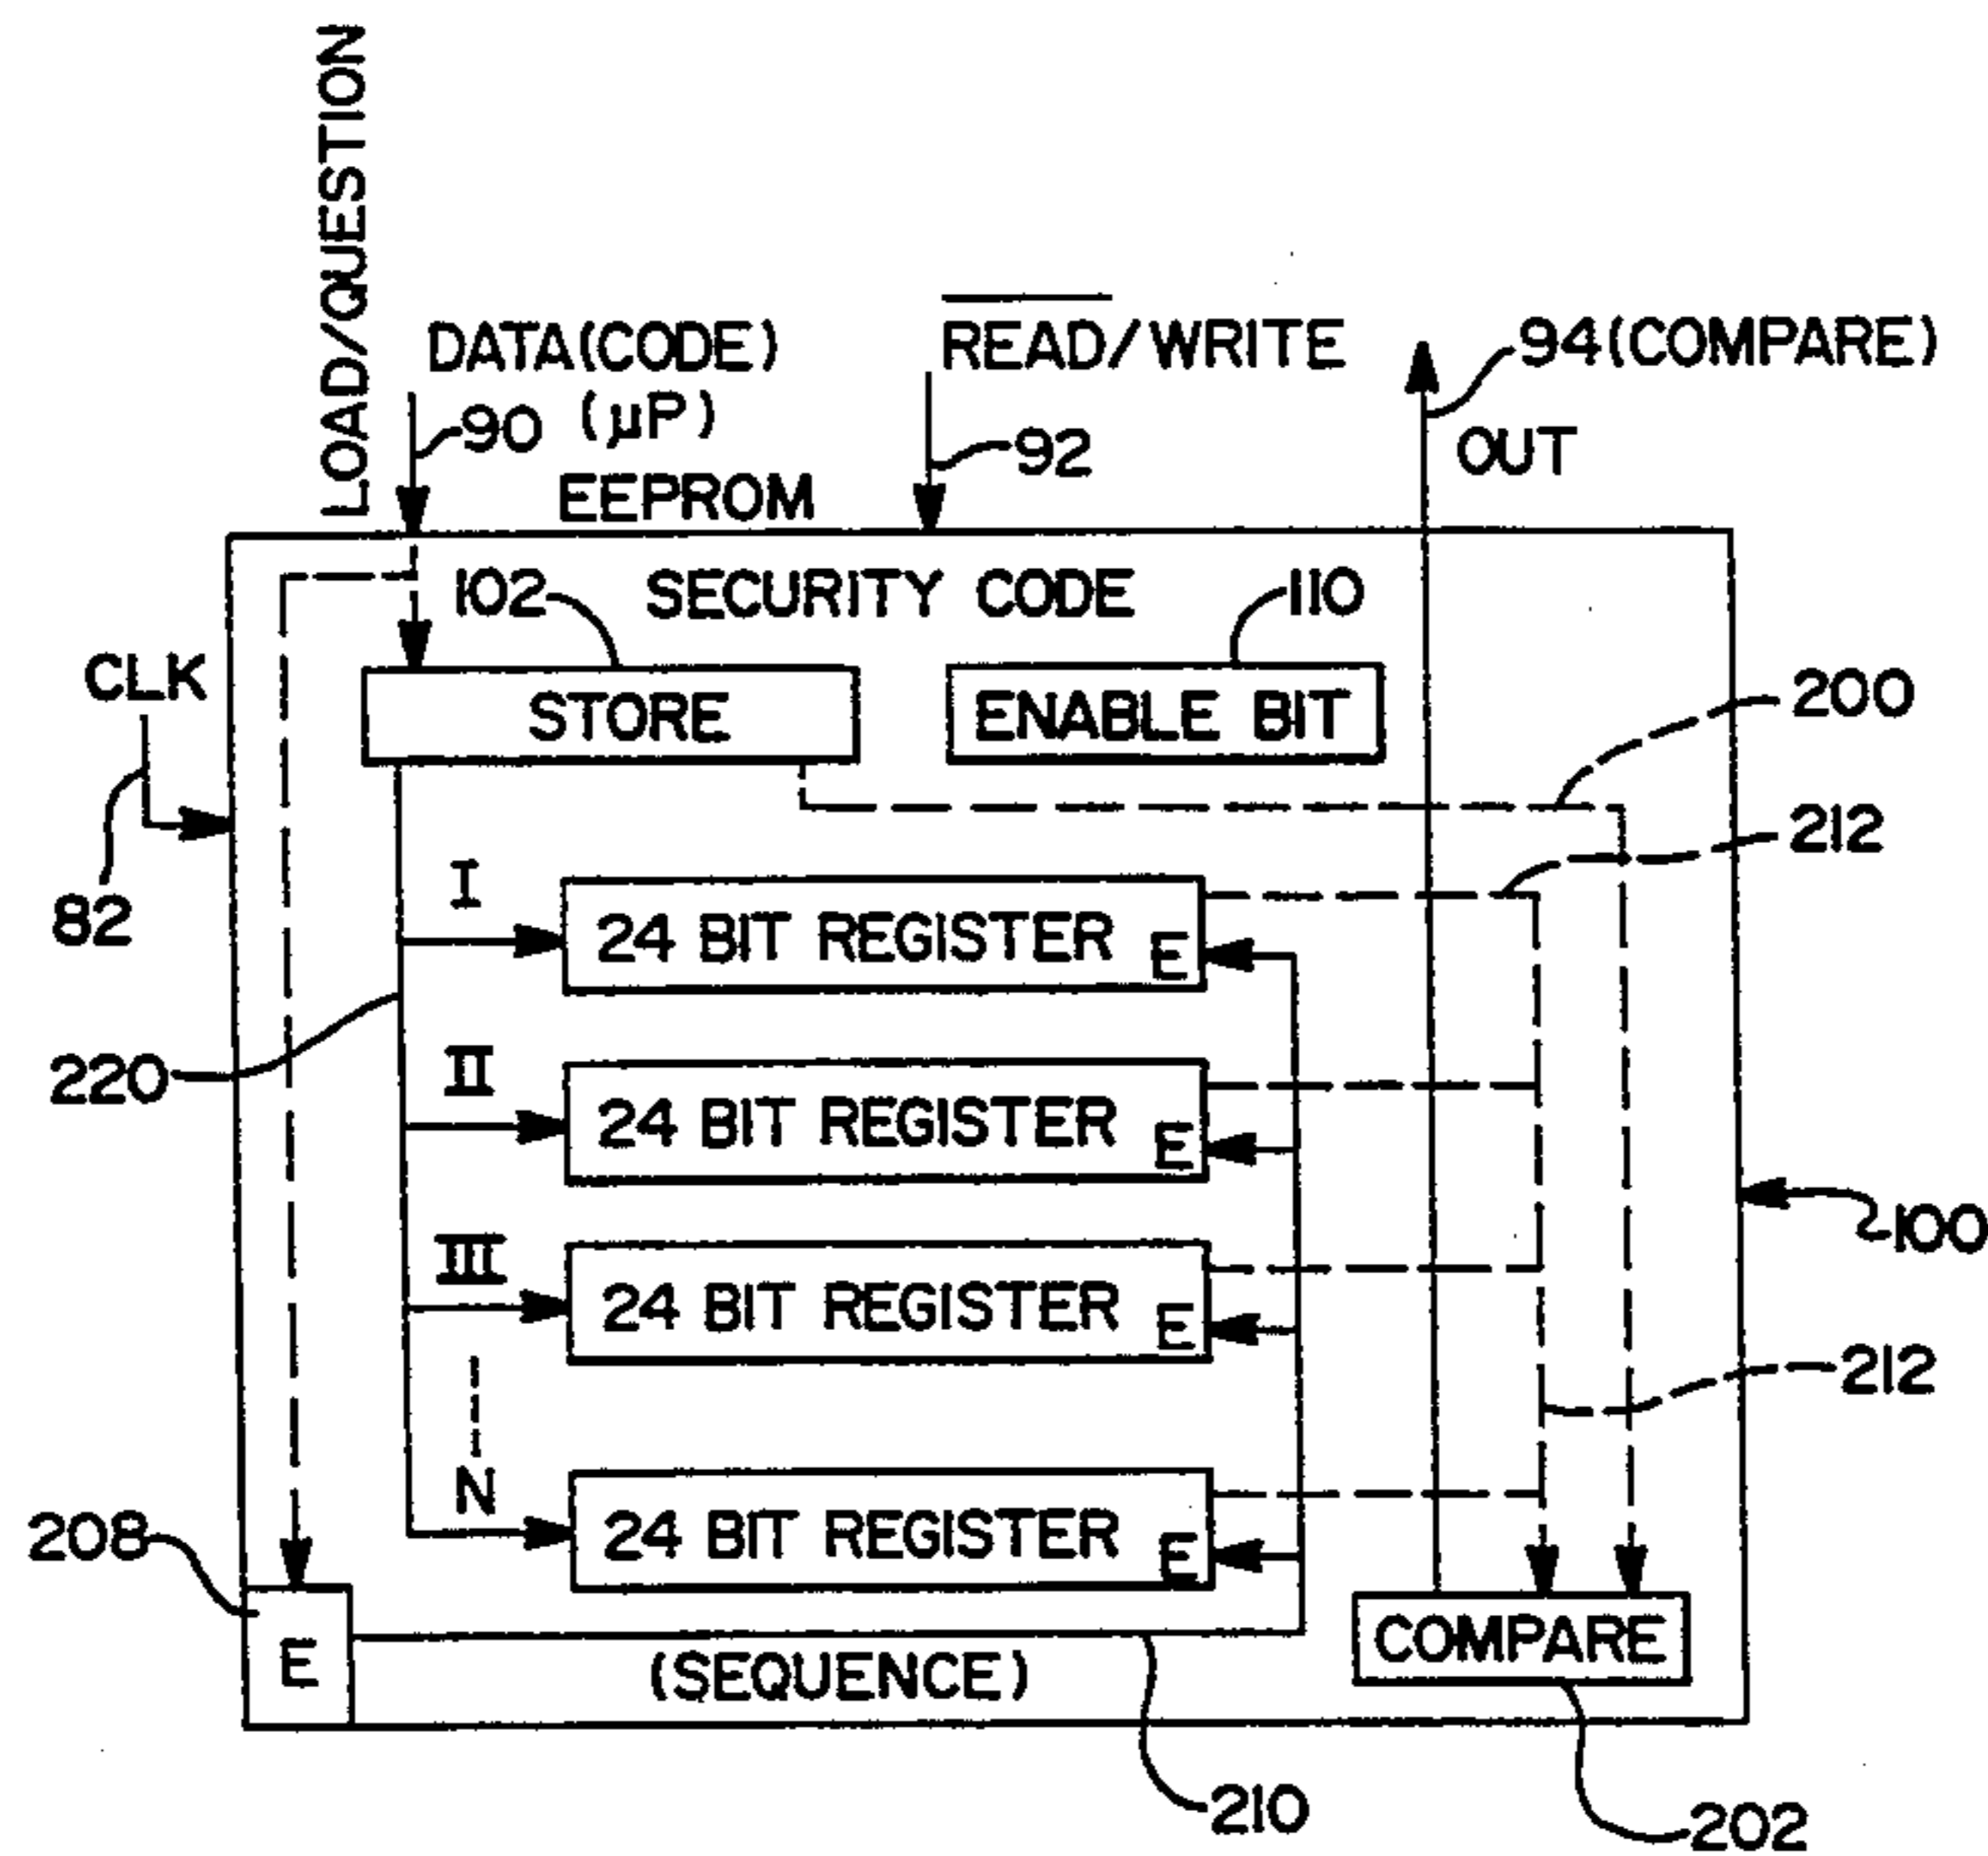 LOAD/QUESTION
DATA(CODE)
(µP)
90
READ/WRITE
92
94(COMPARE)
OUT
EEPROM
102
SECURITY CODE
110
CLK
STORE
ENABLE BIT
200
212
82
I
24 BIT REGISTER
E
220
II
24 BIT REGISTER
E
III
24 BIT REGISTER
E
100
212
N
24 BIT REGISTER
E
208
E
(SEQUENCE)
COMPARE
210
202